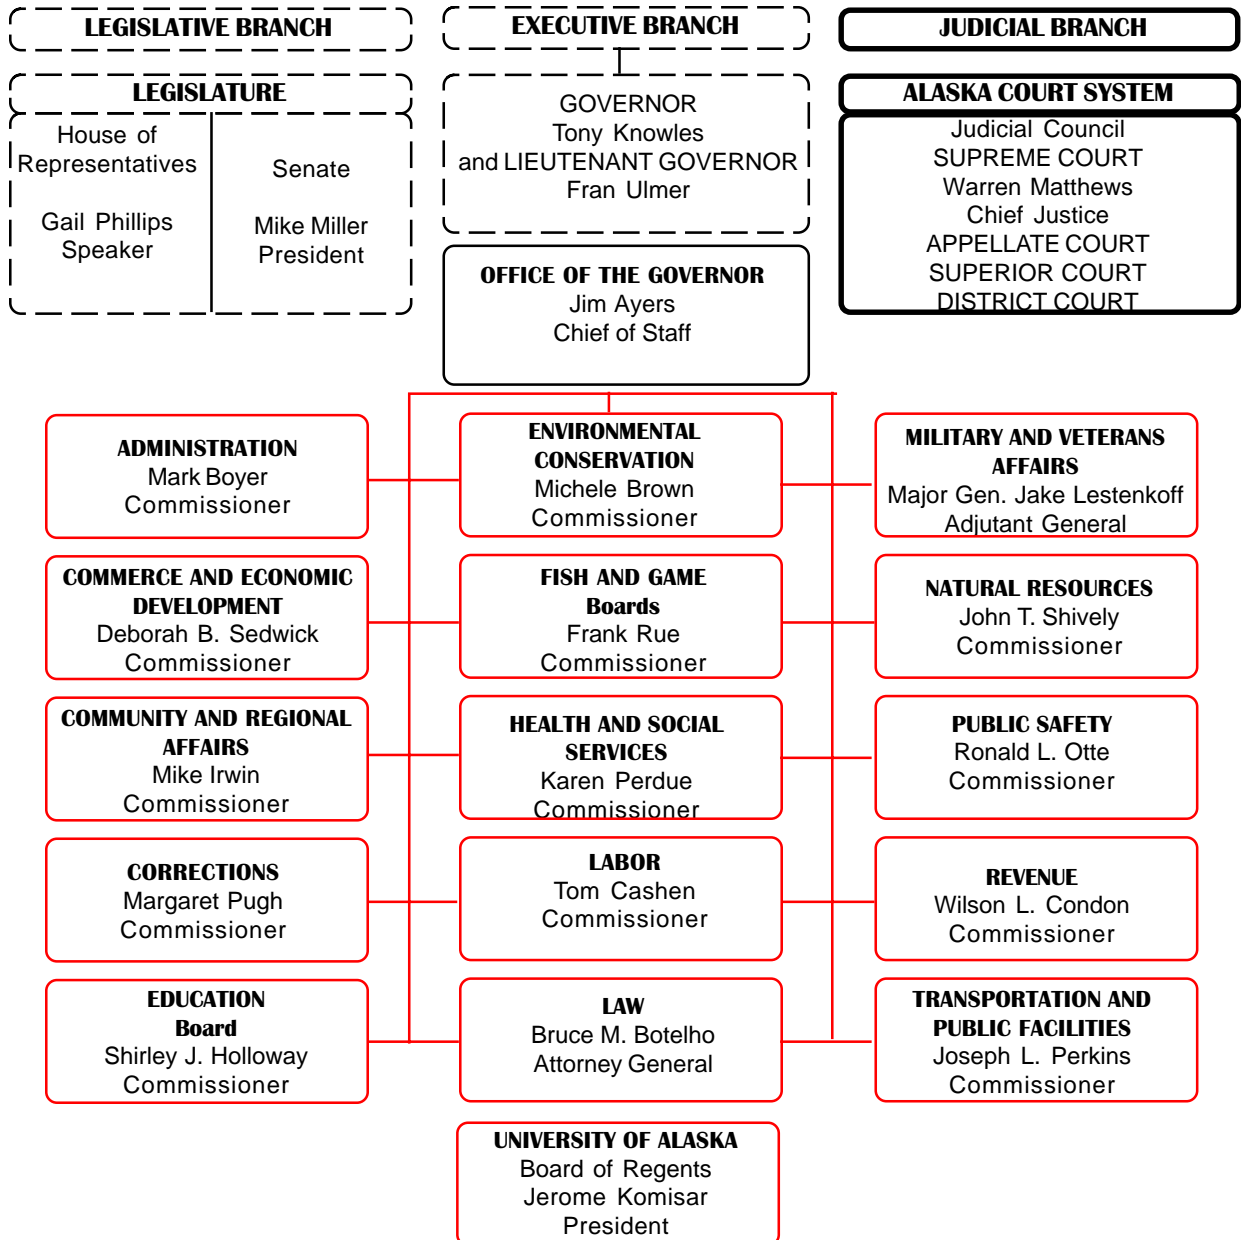 LEGISLATIVE BRANCH
LEGISLATURE
House of
Representatives
Gail Phillips
Speaker
Senate
Mike Miller
President
EXECUTIVE BRANCH
GOVERNOR
Tony Knowles
and LIEUTENANT GOVERNOR
Fran Ulmer
OFFICE OF THE GOVERNOR
Jim Ayers
Chief of Staff
JUDICIAL BRANCH
ALASKA COURT SYSTEM
Judicial Council
SUPREME COURT
Warren Matthews
Chief Justice
APPELLATE COURT
SUPERIOR COURT
DISTRICT COURT
ADMINISTRATION
Mark Boyer
Commissioner
ENVIRONMENTAL
CONSERVATION
Michele Brown
Commissioner
MILITARY AND VETERANS
AFFAIRS
Major Gen. Jake Lestenkoff
Adjutant General
COMMERCE AND ECONOMIC
DEVELOPMENT
Deborah B. Sedwick
Commissioner
FISH AND GAME
Boards
Frank Rue
Commissioner
NATURAL RESOURCES
John T. Shively
Commissioner
COMMUNITY AND REGIONAL
AFFAIRS
Mike Irwin
Commissioner
HEALTH AND SOCIAL
SERVICES
Karen Perdue
Commissioner
PUBLIC SAFETY
Ronald L. Otte
Commissioner
CORRECTIONS
Margaret Pugh
Commissioner
LABOR
Tom Cashen
Commissioner
REVENUE
Wilson L. Condon
Commissioner
EDUCATION
Board
Shirley J. Holloway
Commissioner
LAW
Bruce M. Botelho
Attorney General
TRANSPORTATION AND
PUBLIC FACILITIES
Joseph L. Perkins
Commissioner
UNIVERSITY OF ALASKA
Board of Regents
Jerome Komisar
President